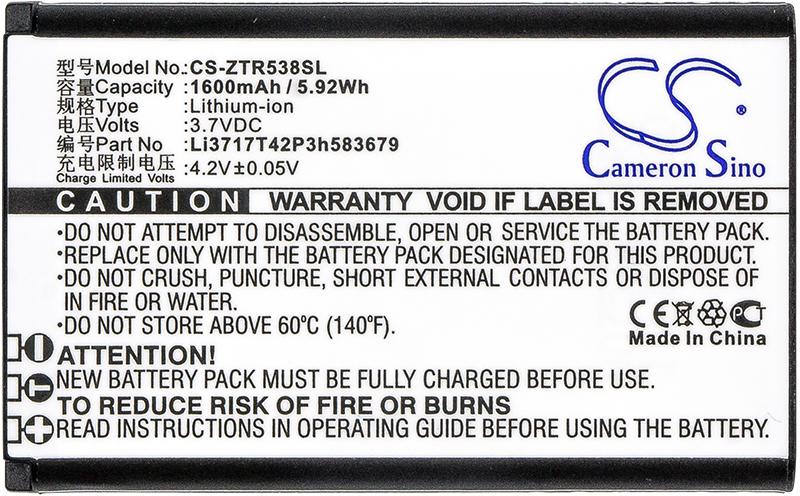 型号Model No.: CS-ZTR538SL
容量Capacity: 1600mAh / 5.92Wh
类型Type: Lithium-ion
电压Volts: 3.7VDC
编号Part No: Li3717T42P3h583679
充电限制电压: 4.2V±0.05V
Charge Limited Volts
Cameron Sino
CAUTION WARRANTY VOID IF LABEL IS REMOVED
•DO NOT ATTEMPT TO DISASSEMBLE, OPEN OR SERVICE THE BATTERY PACK.
•REPLACE ONLY WITH THE BATTERY PACK DESIGNATED FOR THIS PRODUCT.
•DO NOT CRUSH, PUNCTURE, SHORT EXTERNAL CONTACTS OR DISPOSE OF
IN FIRE OR WATER.
•DO NOT STORE ABOVE 60°C (140°F).
CE PCT
Made In China
ATTENTION!
NEW BATTERY PACK MUST BE FULLY CHARGED BEFORE INITIAL USE.
TO REDUCE RISK OF FIRE OR BURNS
READ INSTRUCTIONS IN OPERATING GUIDE BEFORE USING THE BATTERY.